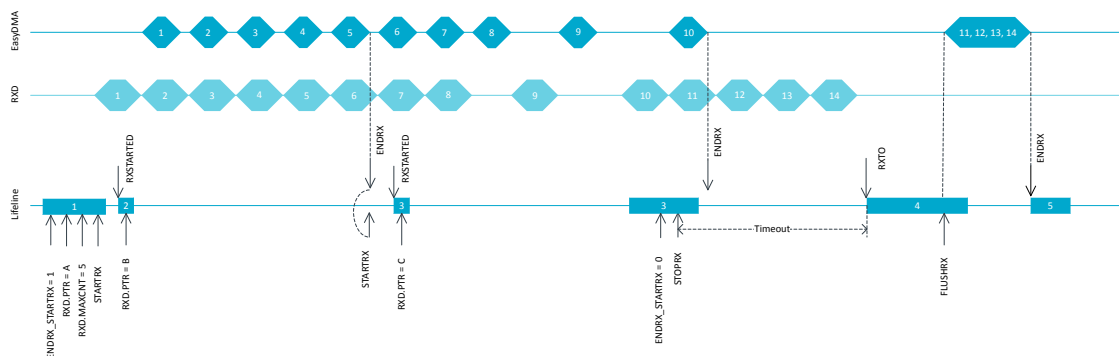 EasyDMA
1
2
3
4
5
6
7
8
9
10
11, 12, 13, 14
RXD
1
2
3
4
5
6
7
8
9
10
11
12
13
14
RXSTARTED
ENDRX
RXSTARTED
ENDRX
RXTO
ENDRX
Lifeline
1
2
3
3
4
5
Timeout
ENDRX_STARTRX = 1
RXD.PTR = A
RXD.MAXCNT = 5
STARTRX
RXD.PTR = B
STARTRX
RXD.PTR = C
ENDRX_STARTRX = 0
STOPRX
FLUSHRX